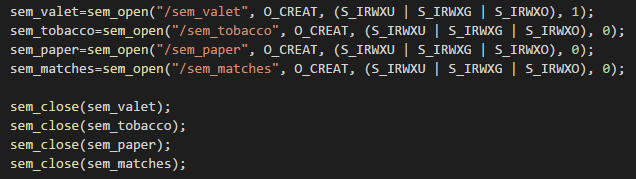 sem_valet=sem_open("/sem_valet", O_CREAT, (S_IRWXU | S_IRWXG | S_IRWXO), 1);
sem_tobacco=sem_open("/sem_tobacco", O_CREAT, (S_IRWXU | S_IRWXG | S_IRWXO), 0);
sem_paper=sem_open("/sem_paper", O_CREAT, (S_IRWXU | S_IRWXG | S_IRWXO), 0);
sem_matches=sem_open("/sem_matches", O_CREAT, (S_IRWXU | S_IRWXG | S_IRWXO), 0);
sem_close(sem_valet);
sem_close(sem_tobacco);
sem_close(sem_paper);
sem_close(sem_matches);